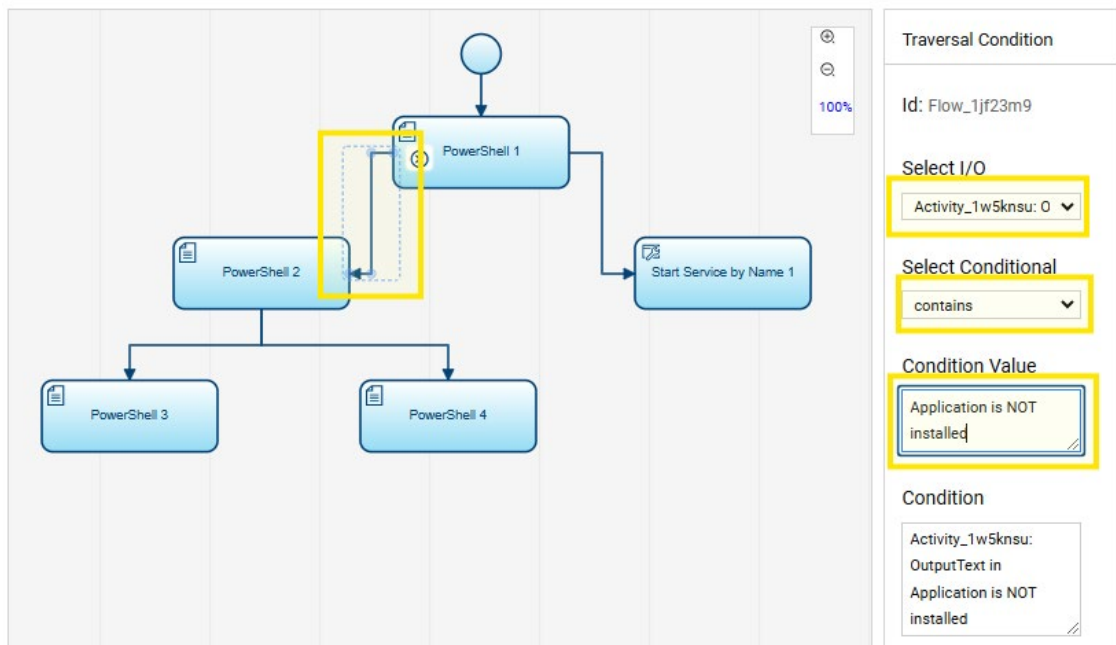 100%
PowerShell 1
PowerShell 2
Start Service by Name 1
PowerShell 3
PowerShell 4
Traversal Condition
Id: Flow_1jf23m9
Select I/O
Activity_1w5knsu: O
Select Conditional
contains
Condition Value
Application is NOT
installed
Condition
Activity_1w5knsu:
OutputText in
Application is NOT
installed